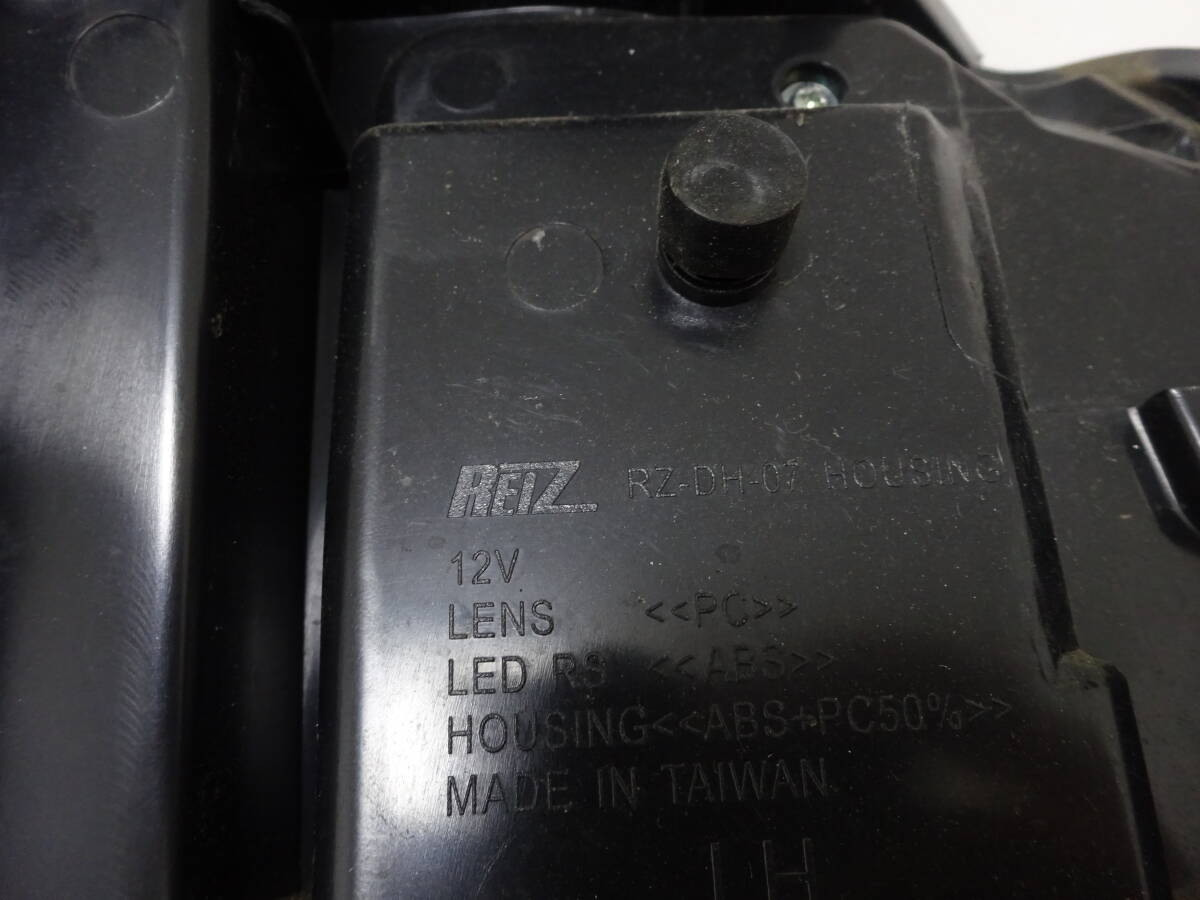 REIZ RZ-DH-07 HOUSING
12V
LENS <<PC>>
LED RS <<ABS>>
HOUSING<<ABS+PC50%>>
MADE IN TAIWAN
LH